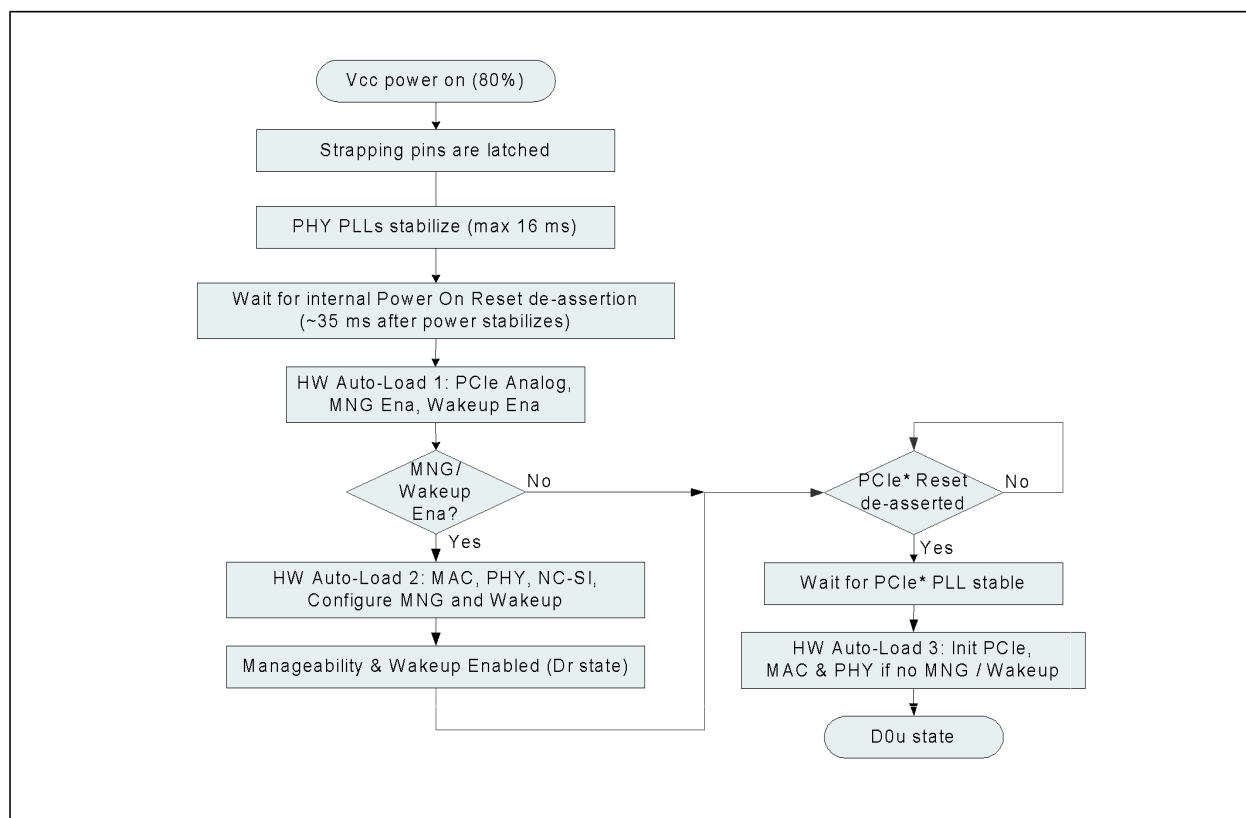 Vcc power on (80%)
Strapping pins are latched
PHY PLLs stabilize (max 16 ms)
Wait for internal Power On Reset de-assertion
(~35 ms after power stabilizes)
HW Auto-Load 1: PCIe Analog,
MNG Ena, Wakeup Ena
MNG/
Wakeup
Ena?
No
Yes
HW Auto-Load 2: MAC, PHY, NC-SI,
Configure MNG and Wakeup
Manageability & Wakeup Enabled (Dr state)
PCIe* Reset
de-asserted
No
Yes
Wait for PCIe* PLL stable
HW Auto-Load 3: Init PCIe,
MAC & PHY if no MNG / Wakeup
D0u state